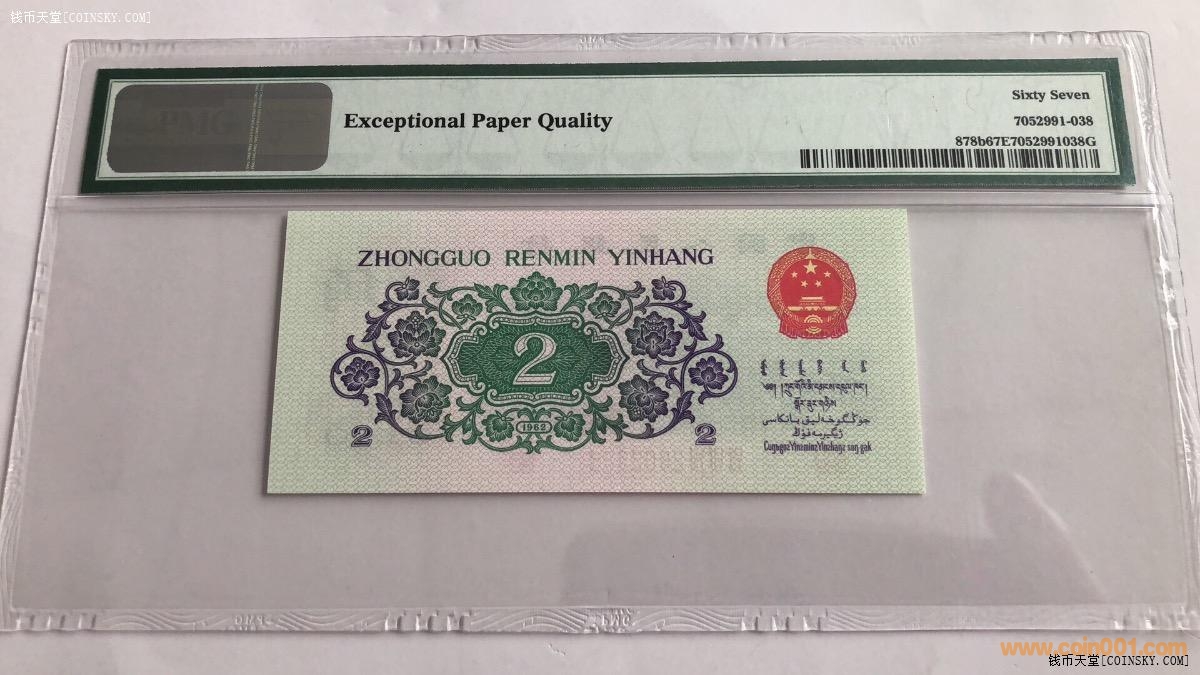 钱币天堂[COINSKY.COM]
PMG
Exceptional Paper Quality
Sixty Seven
7052991-038
878b67E7052991038G
ZHONGGUO RENMIN YINHANG
2
1962
2 2
www.coin001.com
钱币天堂[COINSKY.COM]